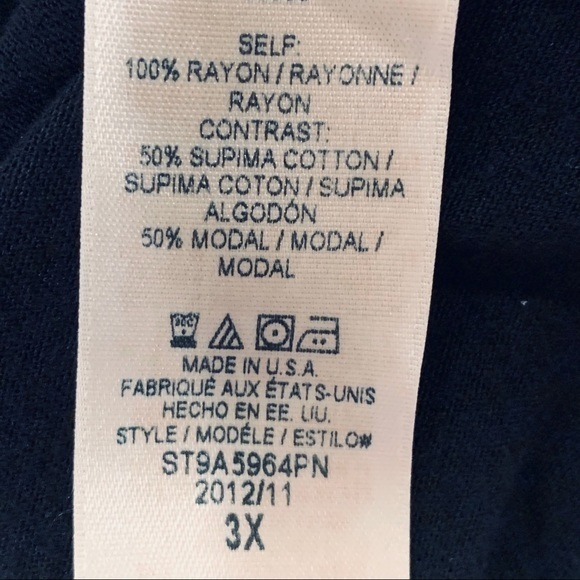 SELF:
100% RAYON / RAYONNE /
RAYON
CONTRAST:
50% SUPIMA COTTON /
SUPIMA COTON / SUPIMA
ALGODÓN
50% MODAL / MODAL /
MODAL
30C
MADE IN U.S.A.
FABRIQUÉ AUX ÉTATS-UNIS
HECHO EN EE. UU.
STYLE / MODÉLE / ESTILO#
ST9A5964PN
2012/11
3X